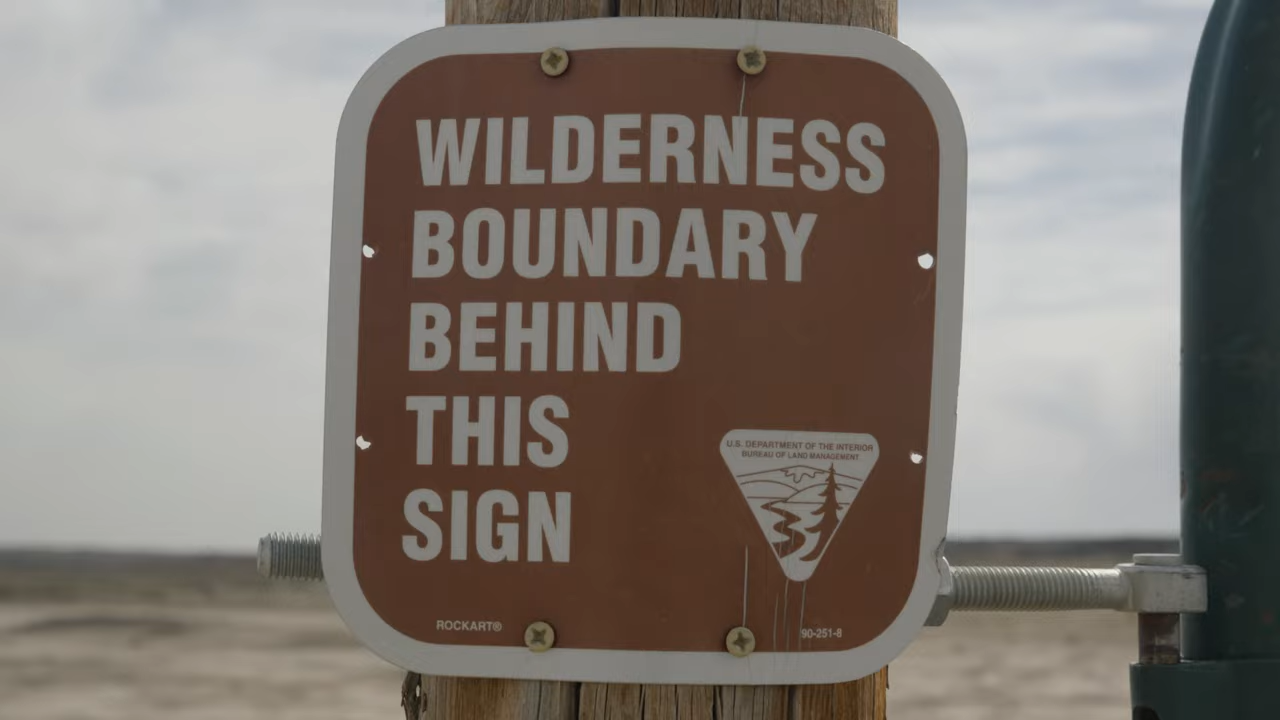 WILDERNESS
BOUNDARY
BEHIND
THIS
SIGN
U.S. DEPARTMENT OF THE INTERIOR
BUREAU OF LAND MANAGEMENT
ROCKART®
90-251-8